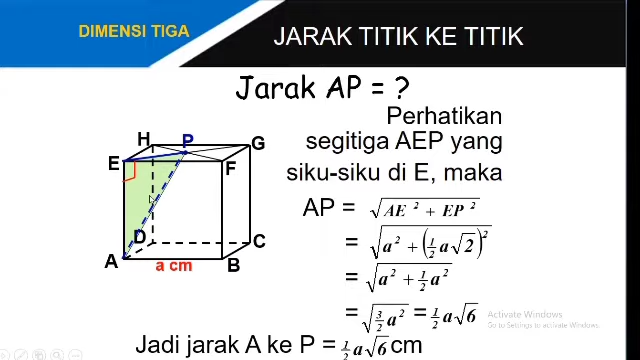 DIMENSI TIGA
JARAK TITIK KE TITIK
Jarak AP = ?
Perhatikan
segitiga AEP yang
siku-siku di E, maka
H P G
E F
D C
A B
a cm
AP = √(AE² + EP²)
= √(a² + (½a√2)²)
= √(a² + ½a²)
= √(3/2 a²) = ½a√6
Jadi jarak A ke P = ½a√6 cm
Activate Windows
Go to Settings to activate Windows.